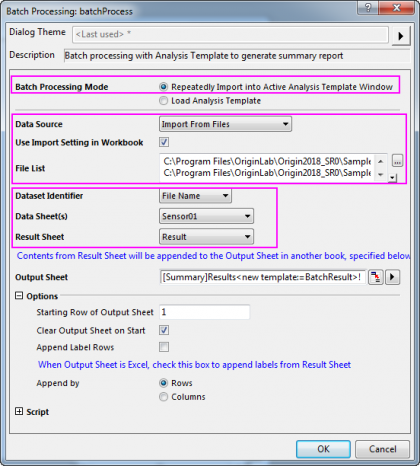 Batch Processing: batchProcess
Dialog Theme <Last used> *
Description Batch processing with Analysis Template to generate summary report
Batch Processing Mode Repeatedly Import into Active Analysis Template Window
Load Analysis Template
Data Source Import From Files
Use Import Setting in Workbook
File List C:\Program Files\OriginLab\Origin2018_SR0\Sample
C:\Program Files\OriginLab\Origin2018_SR0\Sample
...
Dataset Identifier File Name
Data Sheet(s) Sensor01
Result Sheet Result
Contents from Result Sheet will be appended to the Output Sheet in another book, specified below
Output Sheet [Summary]Results<new template:=BatchResult>!
Options
Starting Row of Output Sheet 1
Clear Output Sheet on Start
Append Label Rows
When Output Sheet is Excel, check this box to append labels from Result Sheet
Append by Rows
Columns
Script
OK Cancel